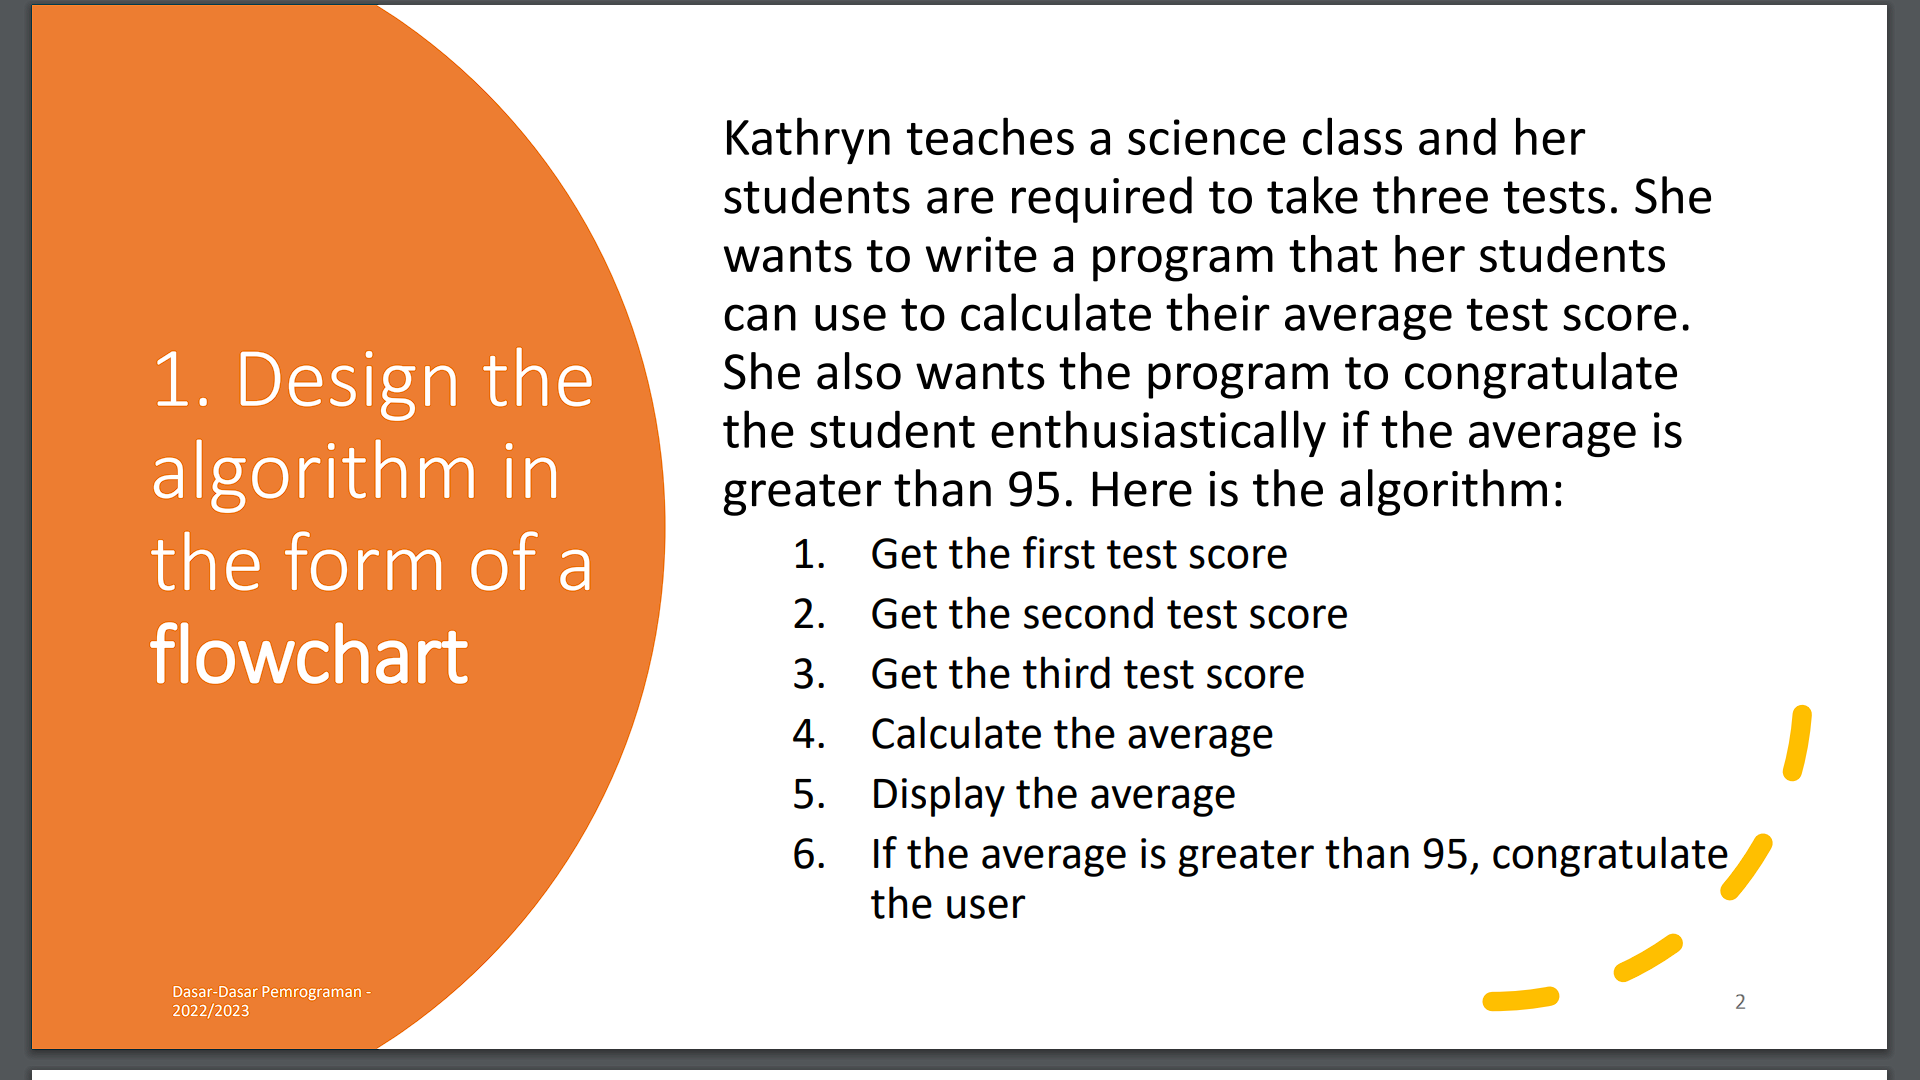 1. Design the
algorithm in
the form of a
flowchart
Kathryn teaches a science class and her
students are required to take three tests. She
wants to write a program that her students
can use to calculate their average test score.
She also wants the program to congratulate
the student enthusiastically if the average is
greater than 95. Here is the algorithm:
1. Get the first test score
2. Get the second test score
3. Get the third test score
4. Calculate the average
5. Display the average
6. If the average is greater than 95, congratulate
the user
Dasar-Dasar Pemrograman -
2022/2023
2